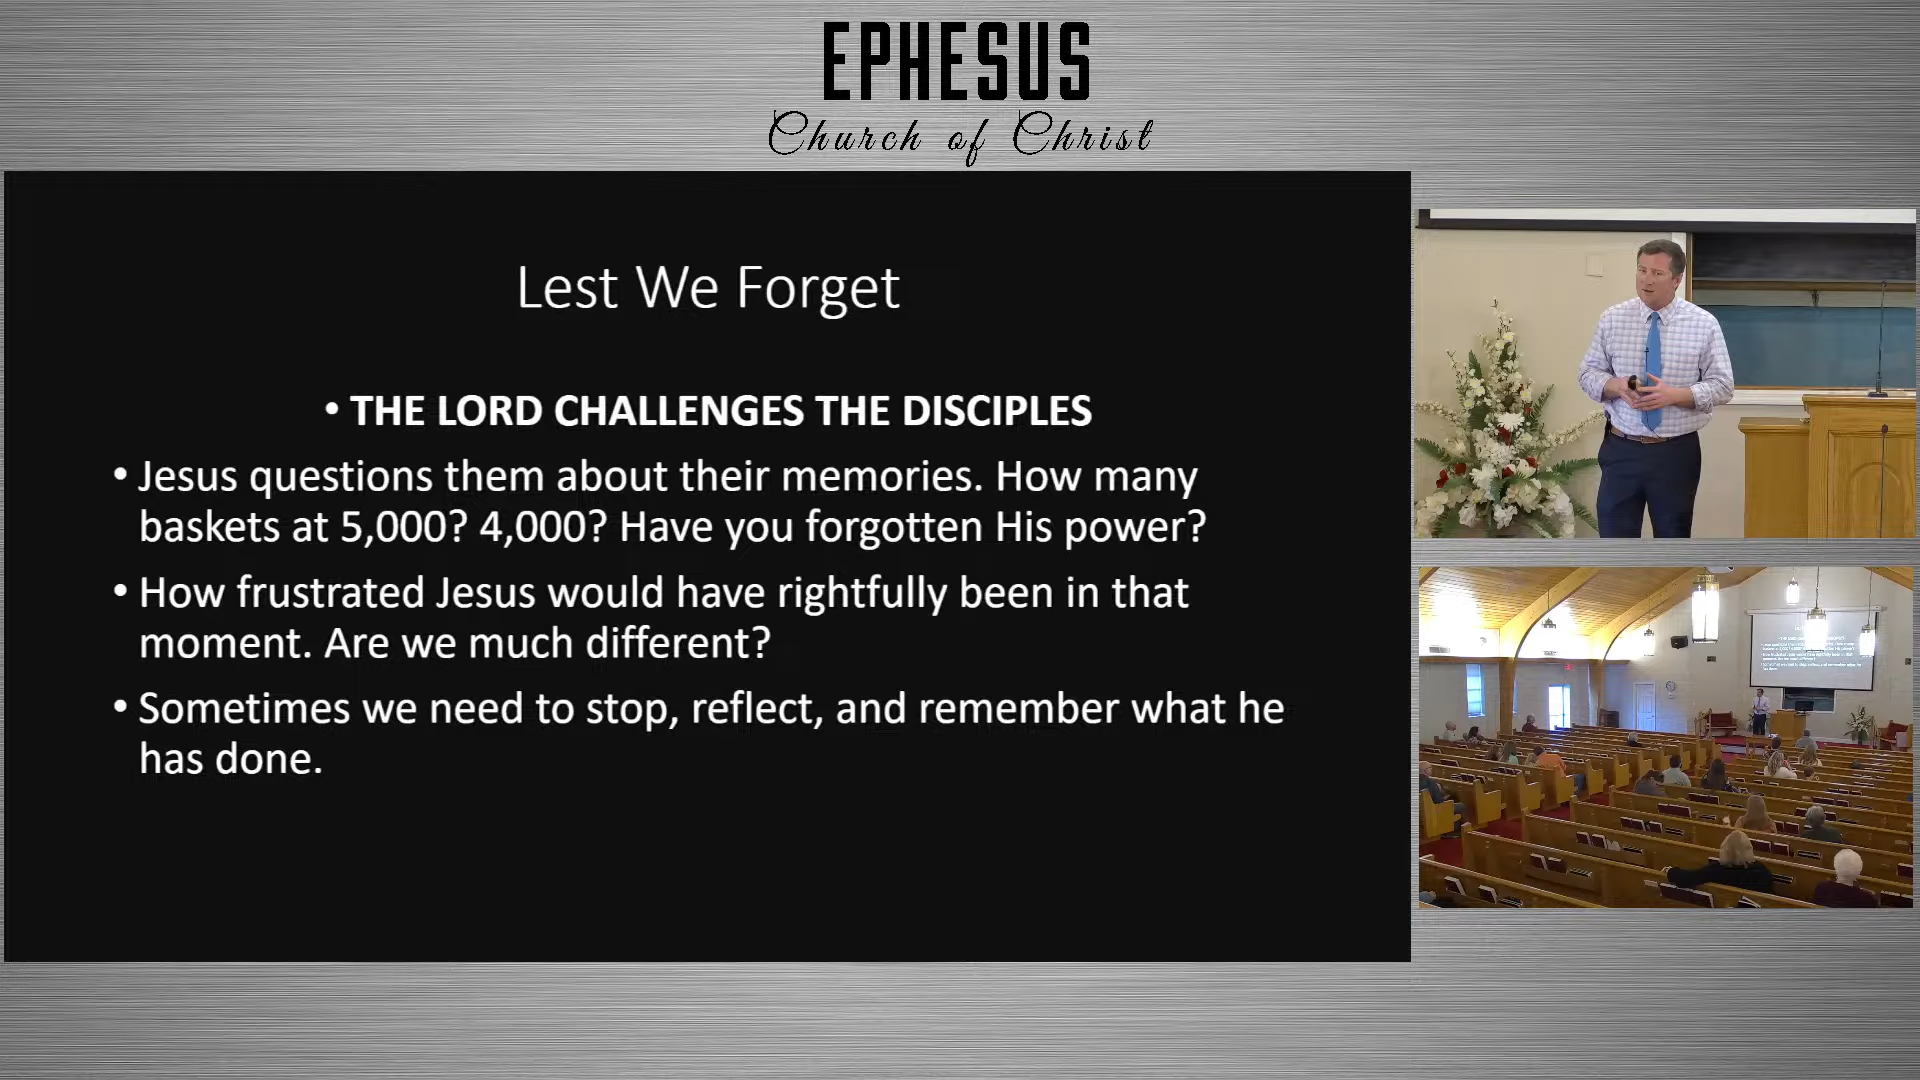 EPHESUS
Church of Christ
Lest We Forget
• THE LORD CHALLENGES THE DISCIPLES
• Jesus questions them about their memories. How many
baskets at 5,000? 4,000? Have you forgotten His power?
• How frustrated Jesus would have rightfully been in that
moment. Are we much different?
• Sometimes we need to stop, reflect, and remember what he
has done.